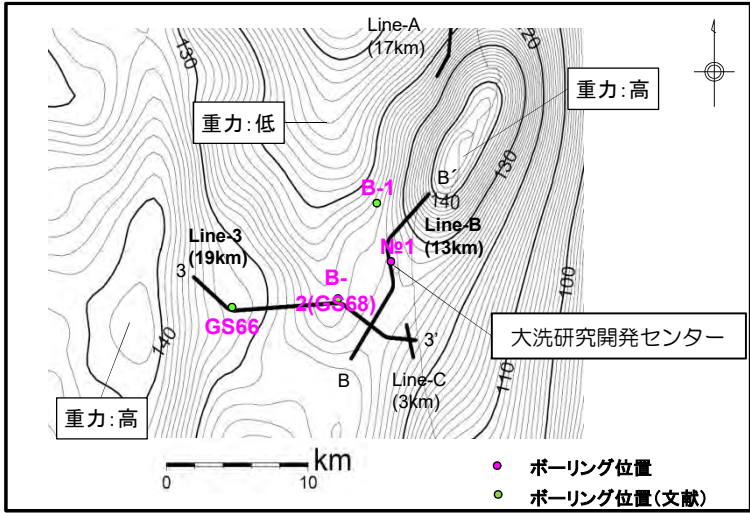 Line-A
(17km)
130
120
重力：高
重力：低
130
B-1
B´
140
Line-B
(13km)
Line-3
(19km)
№1
3
B-
2(GS68)
100
GS66
140
大洗研究開発センター
3’
110
B
Line-C
(3km)
重力：高
km
0
10
ボーリング位置
ボーリング位置(文献)